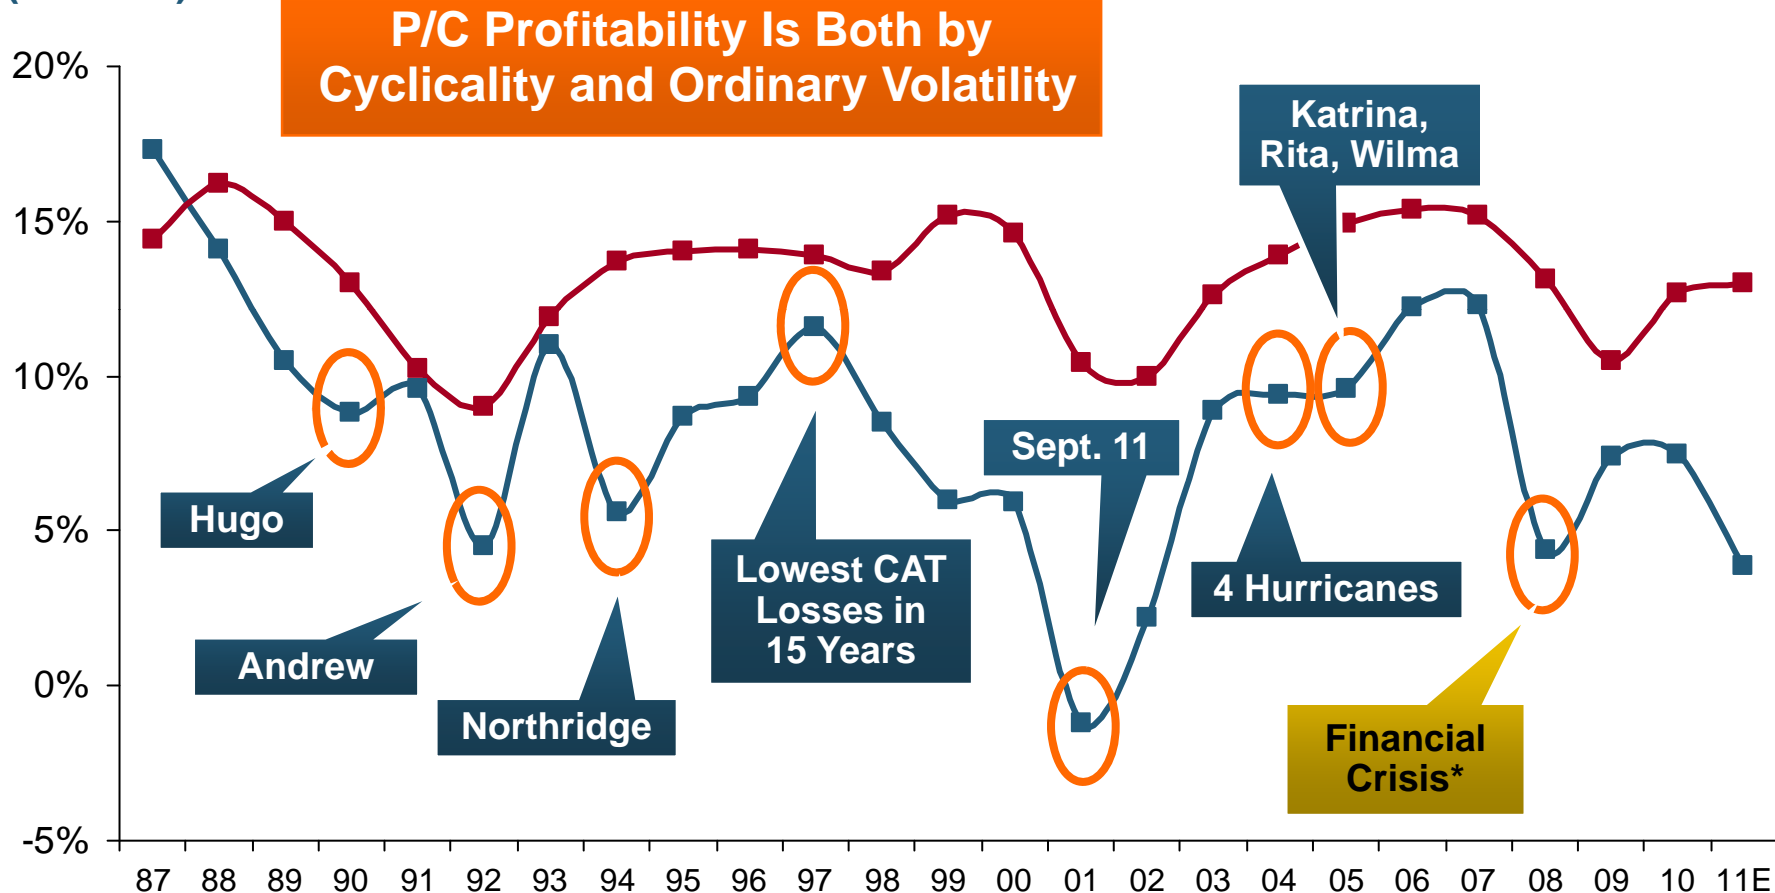 P/C Profitability Is Both by
Cyclicality and Ordinary Volatility
20%
15%
10%
5%
0%
-5%
Katrina,
Rita, Wilma
Sept. 11
Hugo
Lowest CAT
Losses in
15 Years
4 Hurricanes
Andrew
Northridge
Financial
Crisis*
87 88 89 90 91 92 93 94 95 96 97 98 99 00 01 02 03 04 05 06 07 08 09 10 11E